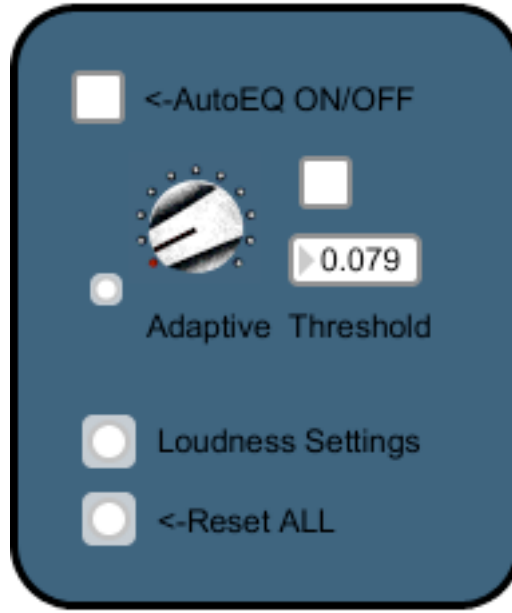 <-AutoEQ ON/OFF
0.079
Adaptive Threshold
Loudness Settings
<-Reset ALL